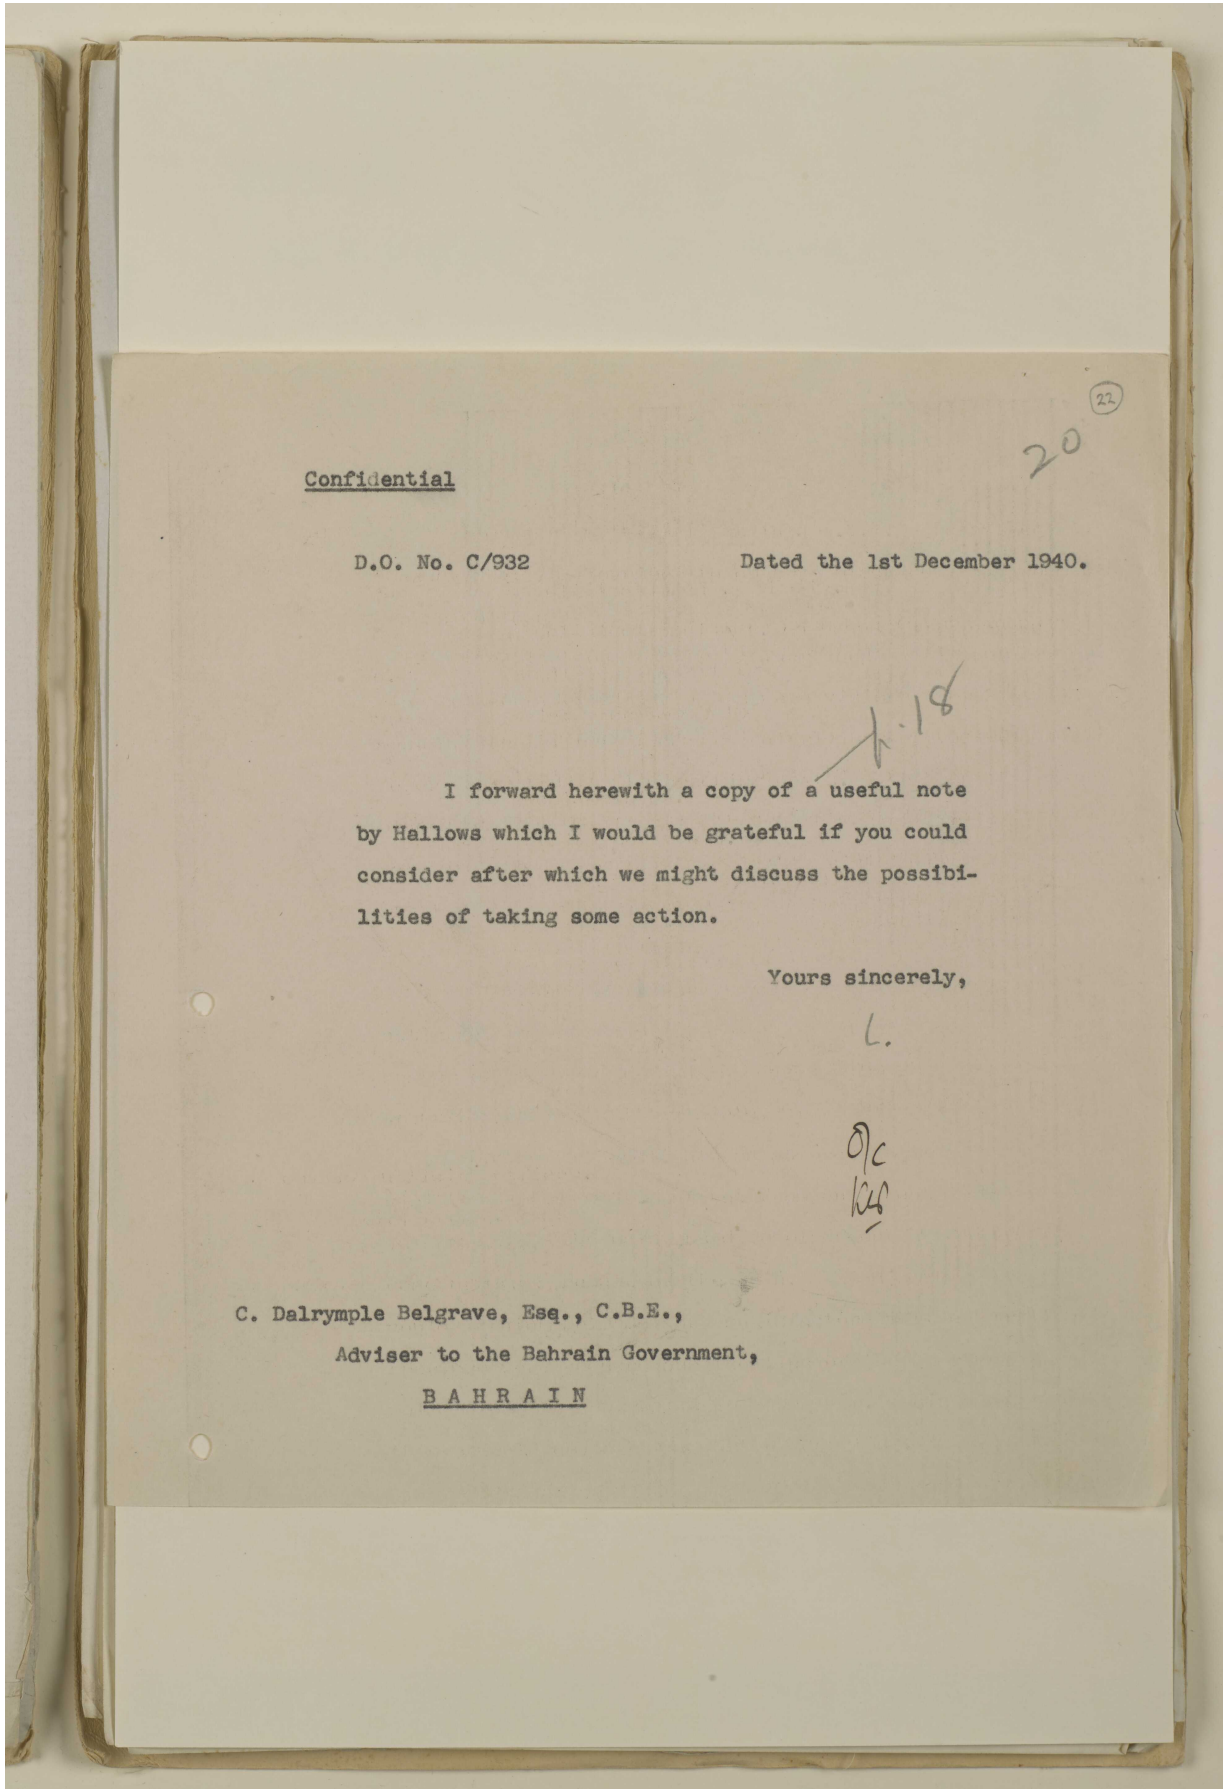 22
20
Confidential
D.O. No. C/932 Dated the 1st December 1940.
p. 18
I forward herewith a copy of a useful note
by Hallows which I would be grateful if you could
consider after which we might discuss the possibi-
lities of taking some action.
Yours sincerely,
L.
O/C
C. Dalrymple Belgrave, Esq., C.B.E.,
Adviser to the Bahrain Government,
B A H R A I N